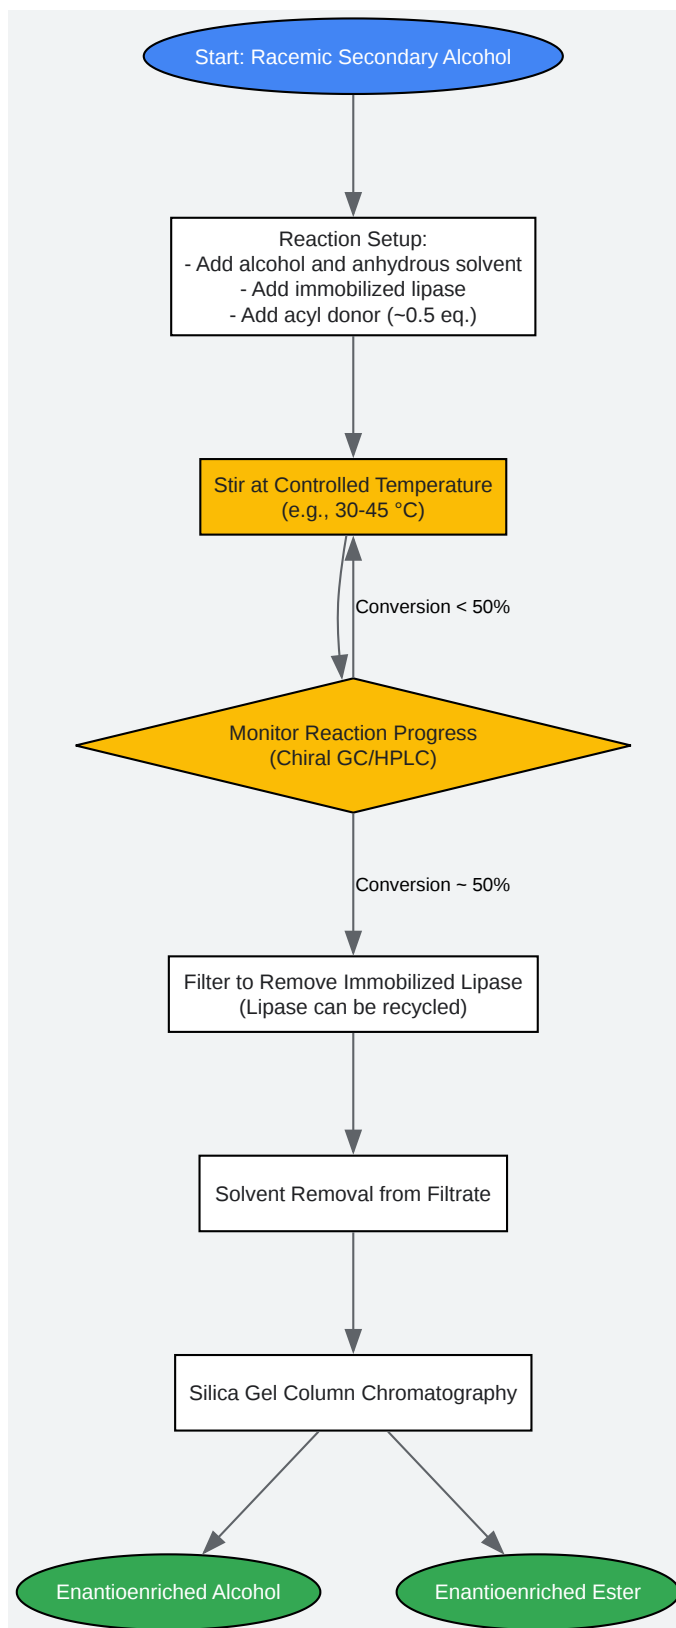 Start: Racemic Secondary Alcohol
Reaction Setup:
- Add alcohol and anhydrous solvent
- Add immobilized lipase
- Add acyl donor (~0.5 eq.)
Stir at Controlled Temperature
(e.g., 30-45 °C)
Conversion < 50%
Monitor Reaction Progress
(Chiral GC/HPLC)
Conversion ~ 50%
Filter to Remove Immobilized Lipase
(Lipase can be recycled)
Solvent Removal from Filtrate
Silica Gel Column Chromatography
Enantioenriched Alcohol
Enantioenriched Ester